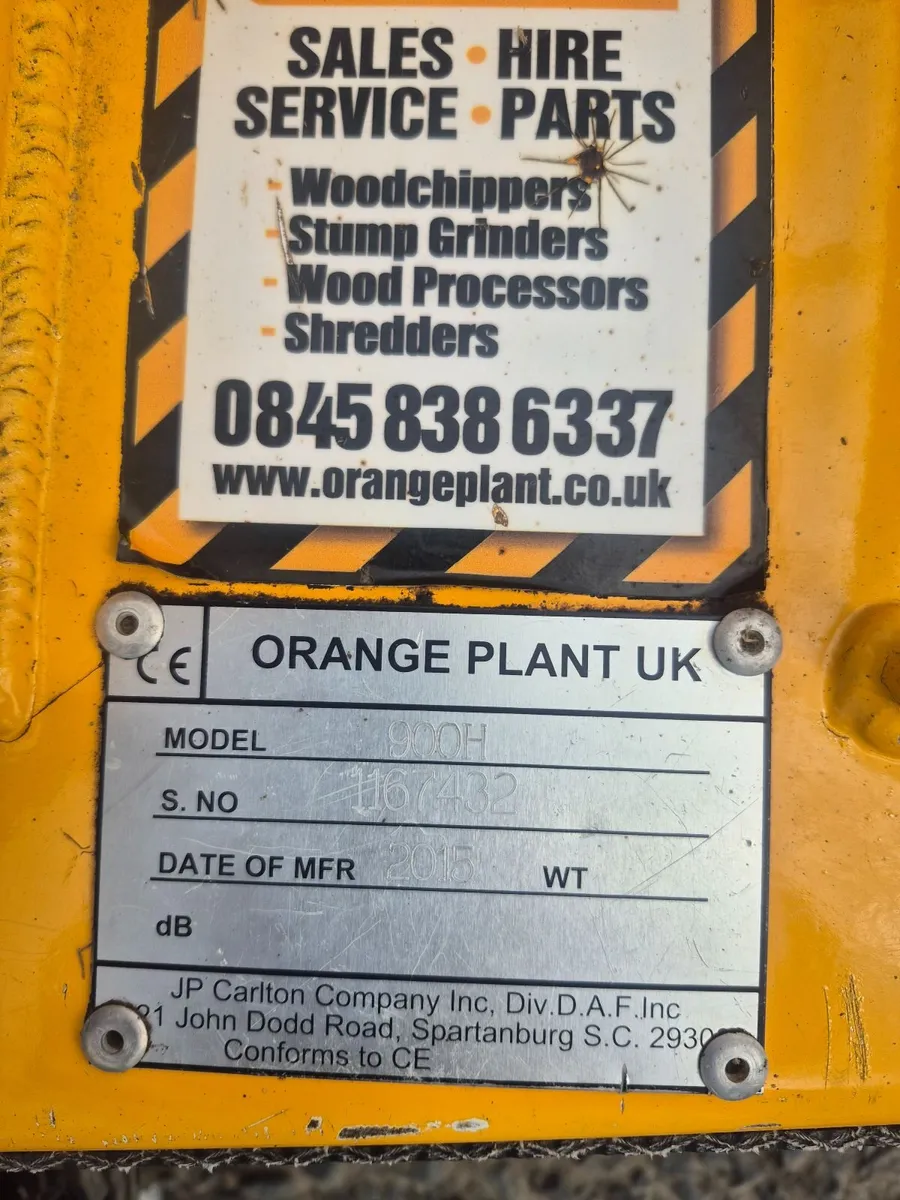 SALES • HIRE
SERVICE • PARTS
- Woodchippers
- Stump Grinders
- Wood Processors
- Shredders
0845 838 6337
www.orangeplant.co.uk
CE ORANGE PLANT UK
MODEL 900H
S. NO 1167432
DATE OF MFR 2015 WT
dB
JP Carlton Company Inc, Div.D.A.F.Inc
John Dodd Road, Spartanburg S.C.
Conforms to CE